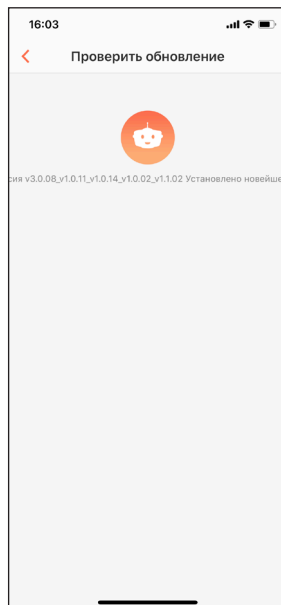 16:03
Проверить обновление
сия v3.0.08_v1.0.11_v1.0.14_v1.0.02_v1.1.02 Установлено новейше